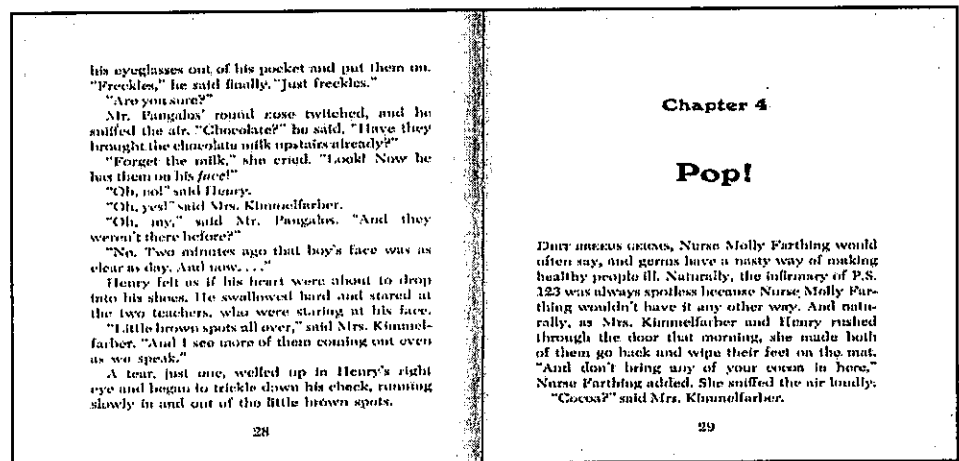 his eyeglasses out of his pocket and put them on.
"Freckles," he said finally. "Just freckles."
"Are you sure?"
Mr. Pangalos' round nose twitched, and he
sniffed the air. "Chocolate?" he said. "Have they
brought the chocolate milk upstairs already?"
"Forget the milk," she cried. "Look! Now he
has them on his face!"
"Oh, no!" said Henry.
"Oh, yes!" said Mrs. Kimmelfarber.
"Oh, my," said Mr. Pangalos. "And they
weren't there before?"
"No. Two minutes ago that boy's face was as
clear as day. And now. . . ."
Henry felt as if his heart were about to drop
into his shoes. He swallowed hard and stared at
the two teachers, who were staring at his face.
"Little brown spots all over," said Mrs. Kimmel-
farber. "And I see more of them coming out even
as we speak."
A tear, just one, welled up in Henry's right
eye and began to trickle down his cheek, running
slowly in and out of the little brown spots.
28
Chapter 4
Pop!
DIRT BREEDS GERMS, Nurse Molly Farthing would
often say, and germs have a nasty way of making
healthy people ill. Naturally, the infirmary of P.S.
123 was always spotless because Nurse Molly Far-
thing wouldn't have it any other way. And natu-
rally, as Mrs. Kimmelfarber and Henry rushed
through the door that morning, she made both
of them go back and wipe their feet on the mat.
"And don't bring any of your cocoa in here,"
Nurse Farthing added. She sniffed the air loudly.
"Cocoa?" said Mrs. Kimmelfarber.
29